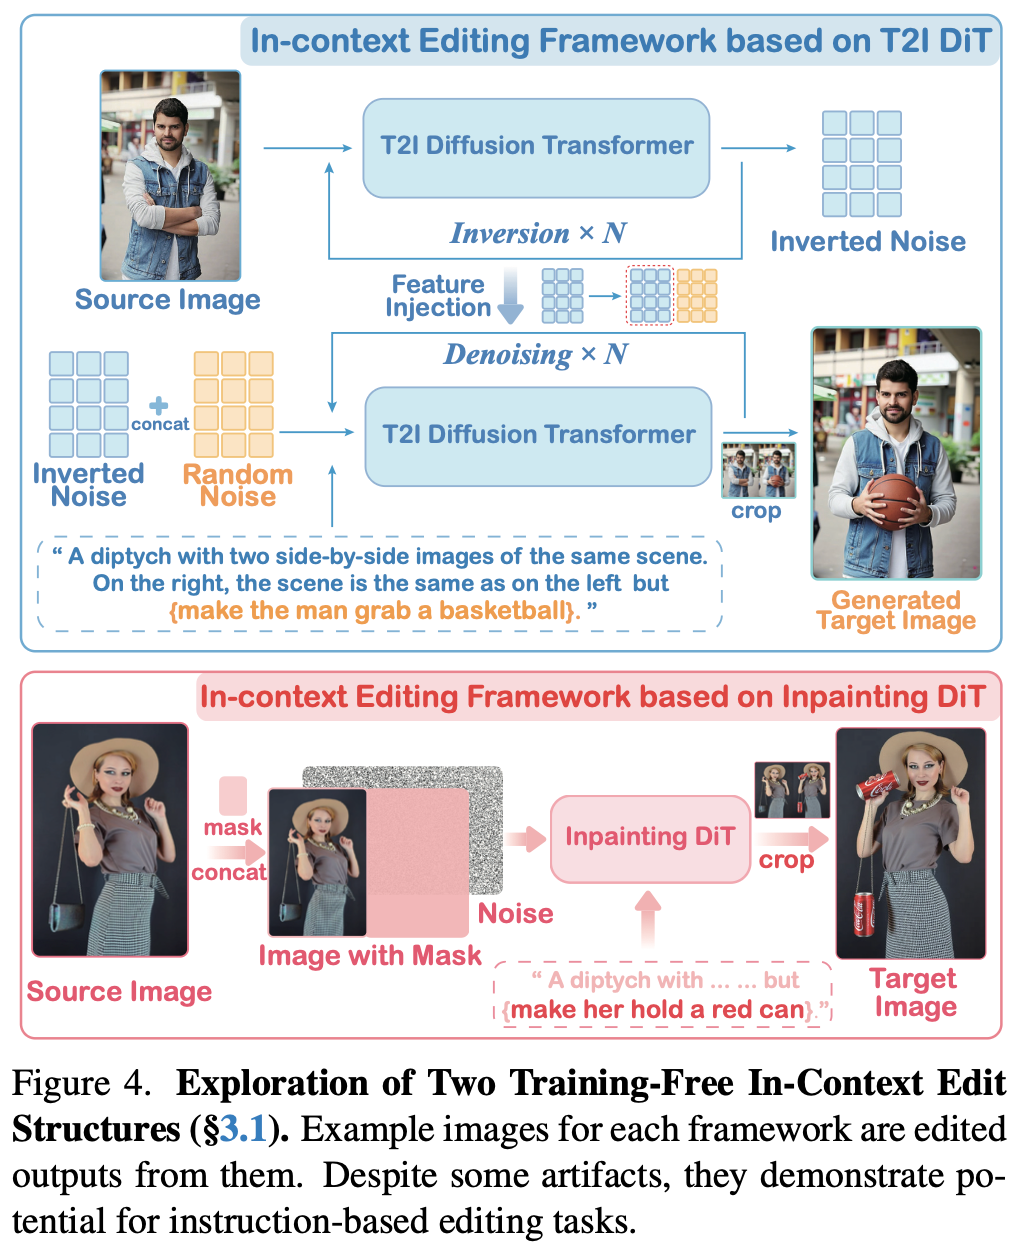 In-context Editing Framework based on T2I DiT
T2I Diffusion Transformer
Inversion × N
Inverted Noise
Source Image
Feature
Injection
Denoising × N
T2I Diffusion Transformer
concat
Inverted
Noise
Random
Noise
crop
“ A diptych with two side-by-side images of the same scene.
On the right, the scene is the same as on the left but
{make the man grab a basketball}. ”
Generated
Target Image
In-context Editing Framework based on Inpainting DiT
mask
concat
Inpainting DiT
crop
Noise
Image with Mask
Source Image
“ A diptych with ... ... but
{make her hold a red can}.”
Target
Image
Figure 4. Exploration of Two Training-Free In-Context Edit
Structures (§3.1). Example images for each framework are edited
outputs from them. Despite some artifacts, they demonstrate po-
tential for instruction-based editing tasks.